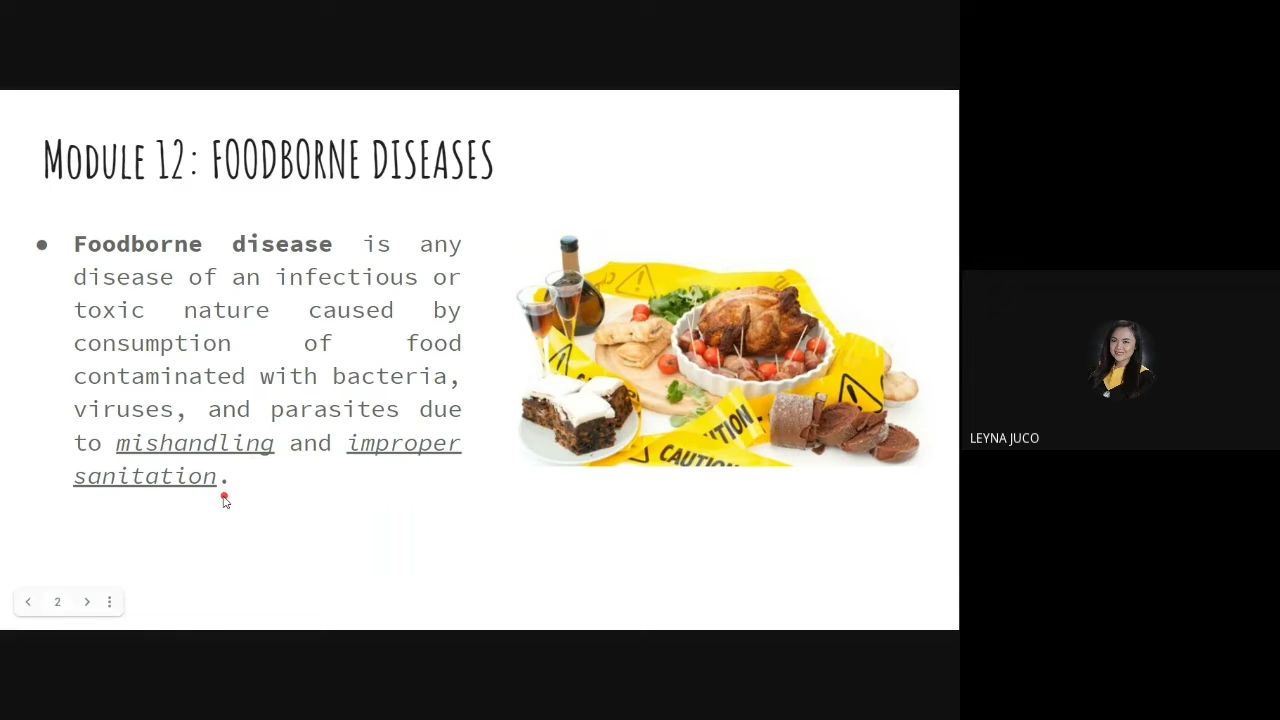 Module 12: FOODBORNE DISEASES
● Foodborne disease is any
disease of an infectious or
toxic nature caused by
consumption of food
contaminated with bacteria,
viruses, and parasites due
to mishandling and improper
sanitation.
CAUTION
LEYNA JUCO
2